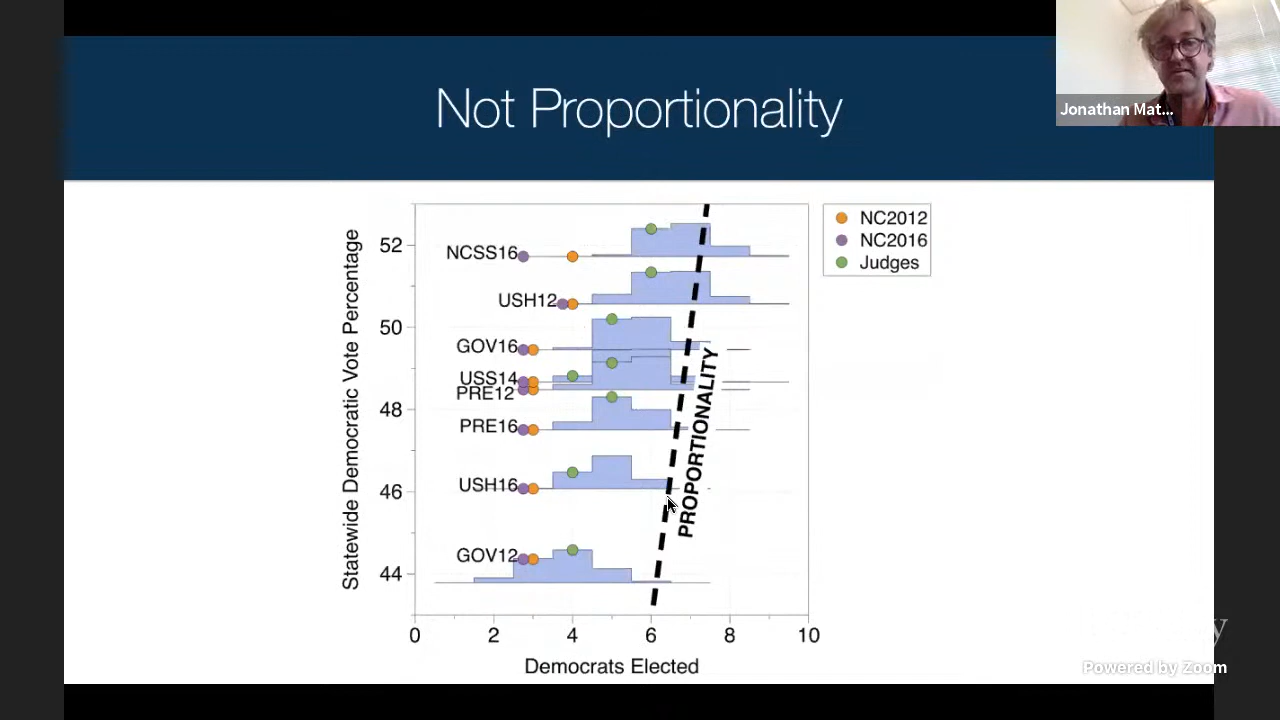 Not Proportionality
Jonathan Mat...
NC2012
NC2016
Judges
Statewide Democratic Vote Percentage
52
50
48
46
44
NCSS16
USH12
GOV16
USS14
PRE12
PRE16
USH16
GOV12
PROPORTIONALITY
0 2 4 6 8 10
Democrats Elected
y
Powered by Zoom